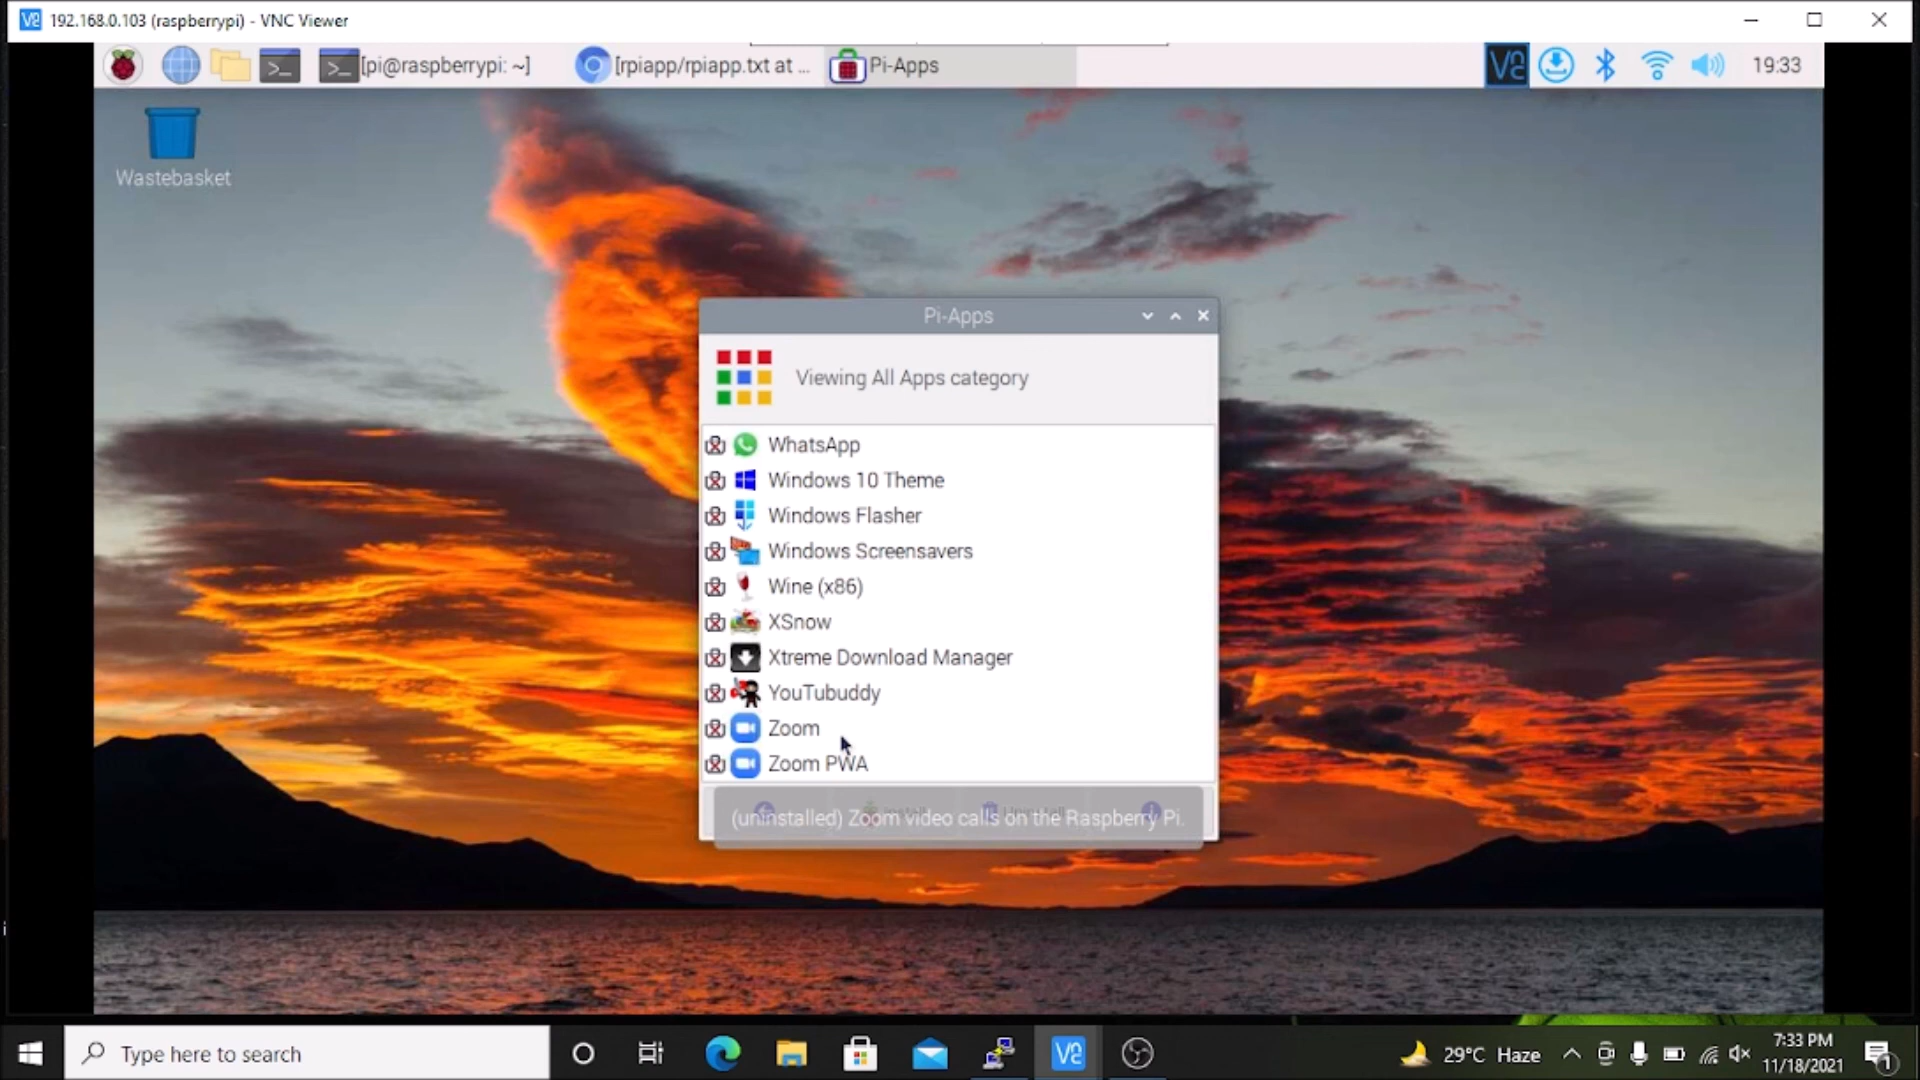 192.168.0.103 (raspberrypi) - VNC Viewer
[pi@raspberrypi: ~]
[rpiapp/rpiapp.txt at ...
Pi-Apps
19:33
Wastebasket
Pi-Apps
Viewing All Apps category
WhatsApp
Windows 10 Theme
Windows Flasher
Windows Screensavers
Wine (x86)
XSnow
Xtreme Download Manager
YouTubuddy
Zoom
Zoom PWA
Install
Uninstall
(uninstalled) Zoom video calls on the Raspberry Pi.
Type here to search
29°C Haze
7:33 PM
11/18/2021
1